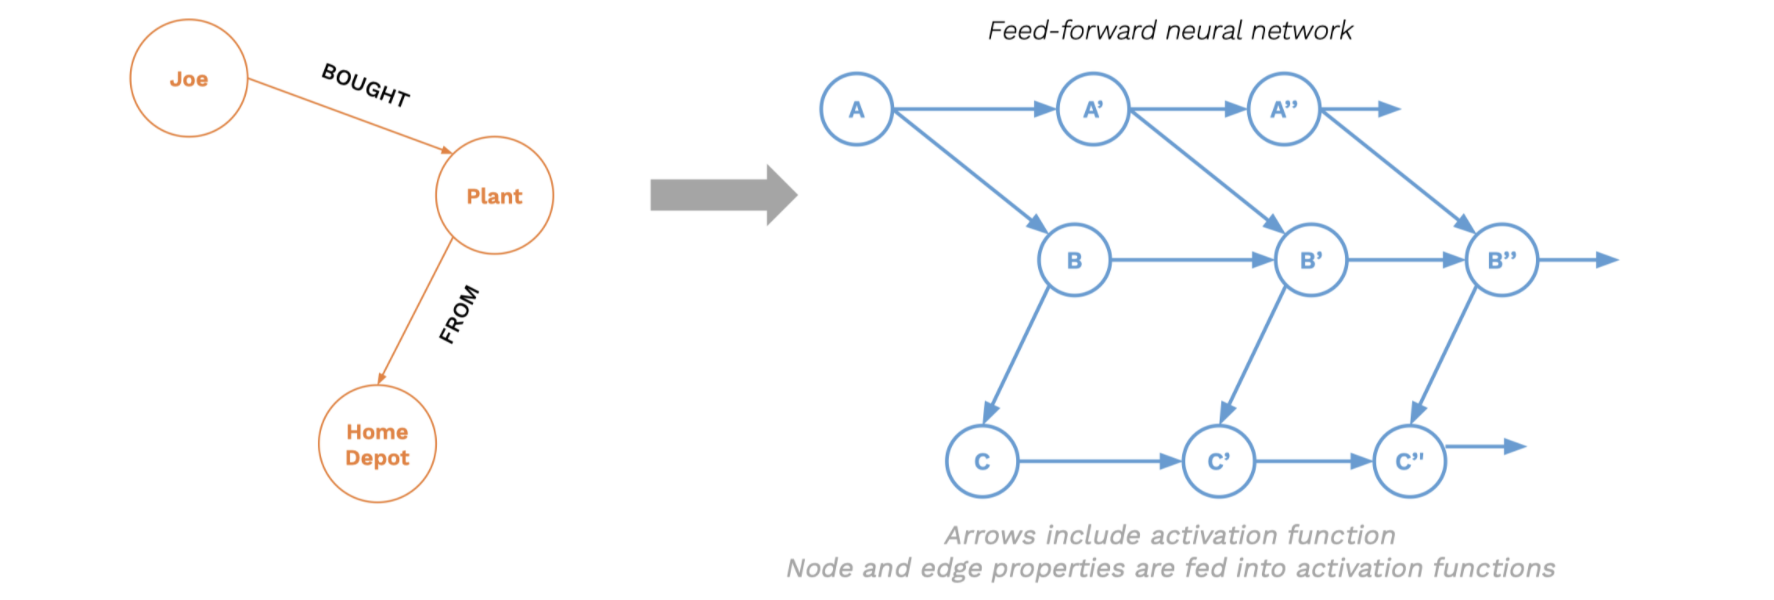 Joe
BOUGHT
Plant
FROM
Home
Depot
Feed-forward neural network
A
A’
A’’
B
B’
B’’
C
C’
C"
Arrows include activation function
Node and edge properties are fed into activation functions